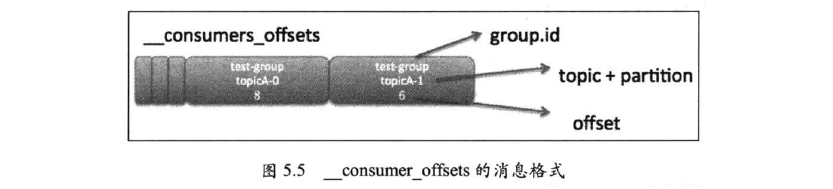 __consumers_offsets
group.id
test-group
topicA-0
8
test-group
topicA-1
6
topic + partition
offset
图 5.5 __consumer_offsets 的消息格式